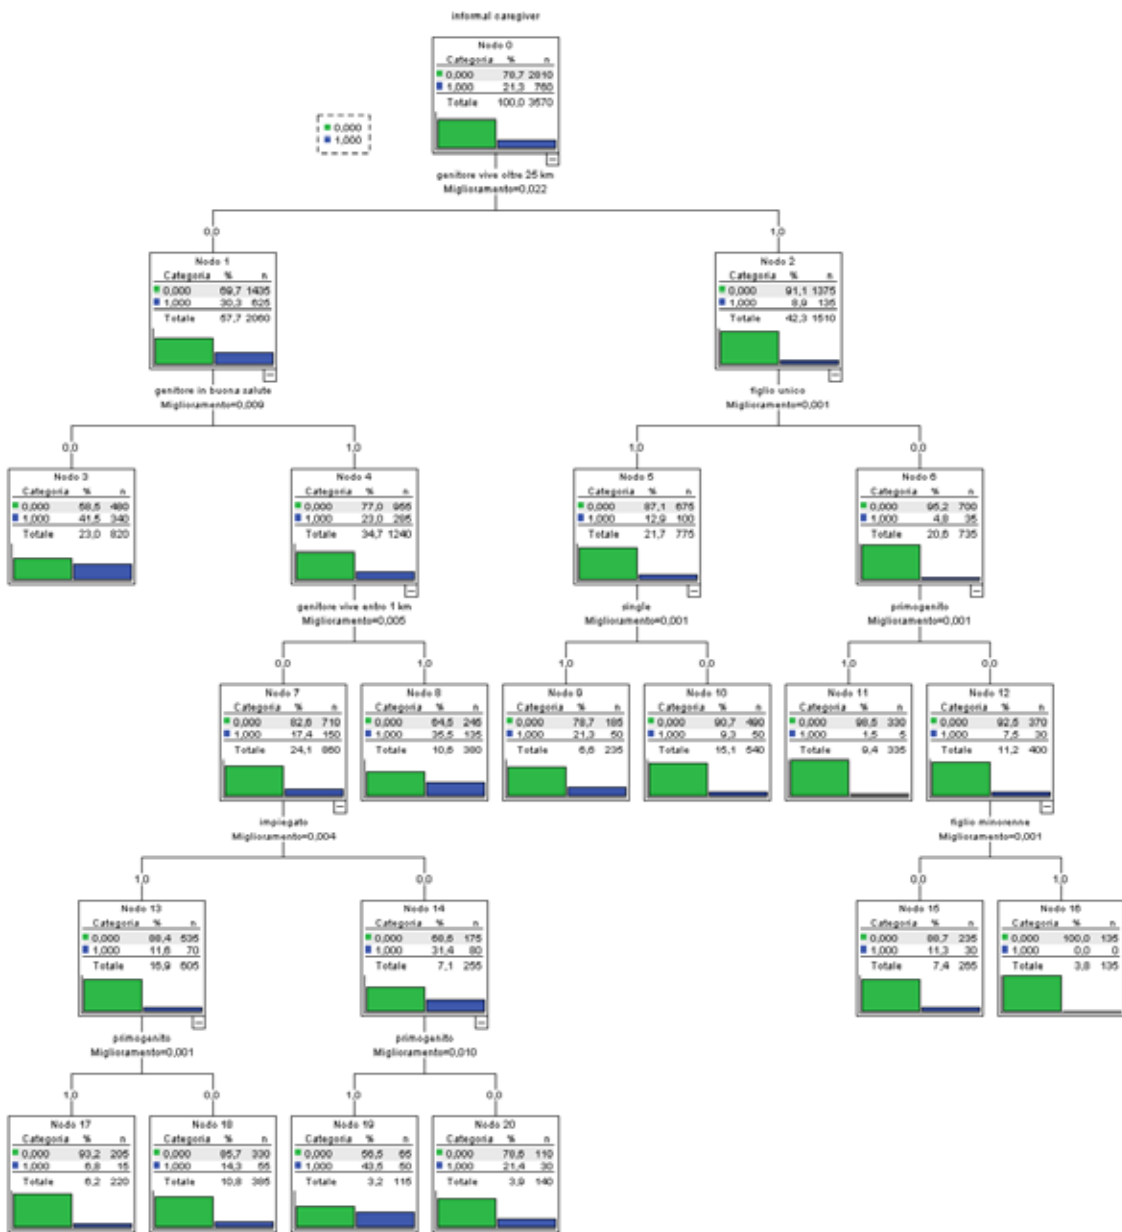 informal caregiver
Nodo 0
Categoria % n
0,000 78,7 2810
1,000 21,3 760
Totale 100,0 3570
0,000
1,000
genitore vive oltre 25 km
Miglioramento=0,022
0,0
1,0
Nodo 1
Categoria % n
0,000 69,7 1435
1,000 30,3 625
Totale 57,7 2060
Nodo 2
Categoria % n
0,000 91,1 1375
1,000 8,9 135
Totale 42,3 1510
genitore in buona salute
Miglioramento=0,009
figlio unico
Miglioramento=0,001
0,0
1,0
1,0
0,0
Nodo 3
Categoria % n
0,000 58,5 480
1,000 41,5 340
Totale 23,0 820
Nodo 4
Categoria % n
0,000 77,0 955
1,000 23,0 285
Totale 34,7 1240
Nodo 5
Categoria % n
0,000 87,1 675
1,000 12,9 100
Totale 21,7 775
Nodo 6
Categoria % n
0,000 95,2 700
1,000 4,8 35
Totale 20,6 735
genitore vive entro 1 km
Miglioramento=0,005
single
Miglioramento=0,001
primogenito
Miglioramento=0,001
0,0
1,0
1,0
0,0
1,0
0,0
Nodo 7
Categoria % n
0,000 82,6 710
1,000 17,4 150
Totale 24,1 860
Nodo 8
Categoria % n
0,000 64,5 245
1,000 35,5 135
Totale 10,6 380
Nodo 9
Categoria % n
0,000 78,7 185
1,000 21,3 50
Totale 6,6 235
Nodo 10
Categoria % n
0,000 90,7 490
1,000 9,3 50
Totale 15,1 540
Nodo 11
Categoria % n
0,000 98,5 330
1,000 1,5 5
Totale 9,4 335
Nodo 12
Categoria % n
0,000 92,5 370
1,000 7,5 30
Totale 11,2 400
impiegato
Miglioramento=0,004
figlio minorenne
Miglioramento=0,001
1,0
0,0
0,0
1,0
Nodo 13
Categoria % n
0,000 88,4 535
1,000 11,6 70
Totale 16,9 605
Nodo 14
Categoria % n
0,000 68,6 175
1,000 31,4 80
Totale 7,1 255
Nodo 15
Categoria % n
0,000 88,7 235
1,000 11,3 30
Totale 7,4 265
Nodo 16
Categoria % n
0,000 100,0 135
1,000 0,0 0
Totale 3,8 135
primogenito
Miglioramento=0,001
primogenito
Miglioramento=0,010
1,0
0,0
1,0
0,0
Nodo 17
Categoria % n
0,000 93,2 205
1,000 6,8 15
Totale 6,2 220
Nodo 18
Categoria % n
0,000 85,7 330
1,000 14,3 55
Totale 10,8 385
Nodo 19
Categoria % n
0,000 56,5 65
1,000 43,5 50
Totale 3,2 115
Nodo 20
Categoria % n
0,000 78,6 110
1,000 21,4 30
Totale 3,9 140